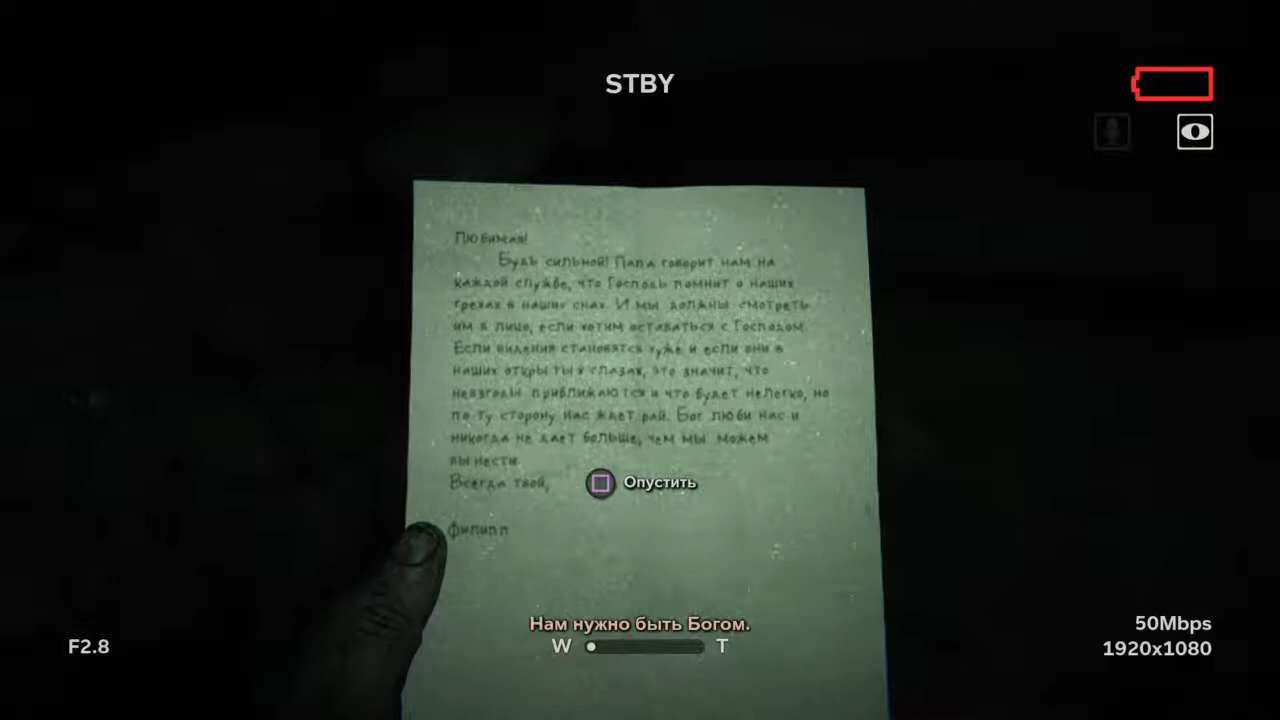 STBY
Любимая!
Будь сильной! Папа говорит нам на
каждой службе, что Господь помнит о наших
грехах в наших снах. И мы должны смотреть
им в лицо, если хотим оставаться с Господом.
Если видения становятся хуже и если они в
наших открытых глазах, это значит, что
невзгоды приближаются и что будет нелегко, но
по ту сторону нас ждет рай. Бог люби нас и
никогда не дает больше, чем мы можем
вынести.
Всегда твой,
Опустить
Филипп
Нам нужно быть Богом.
W T
F2.8
50Mbps
1920x1080